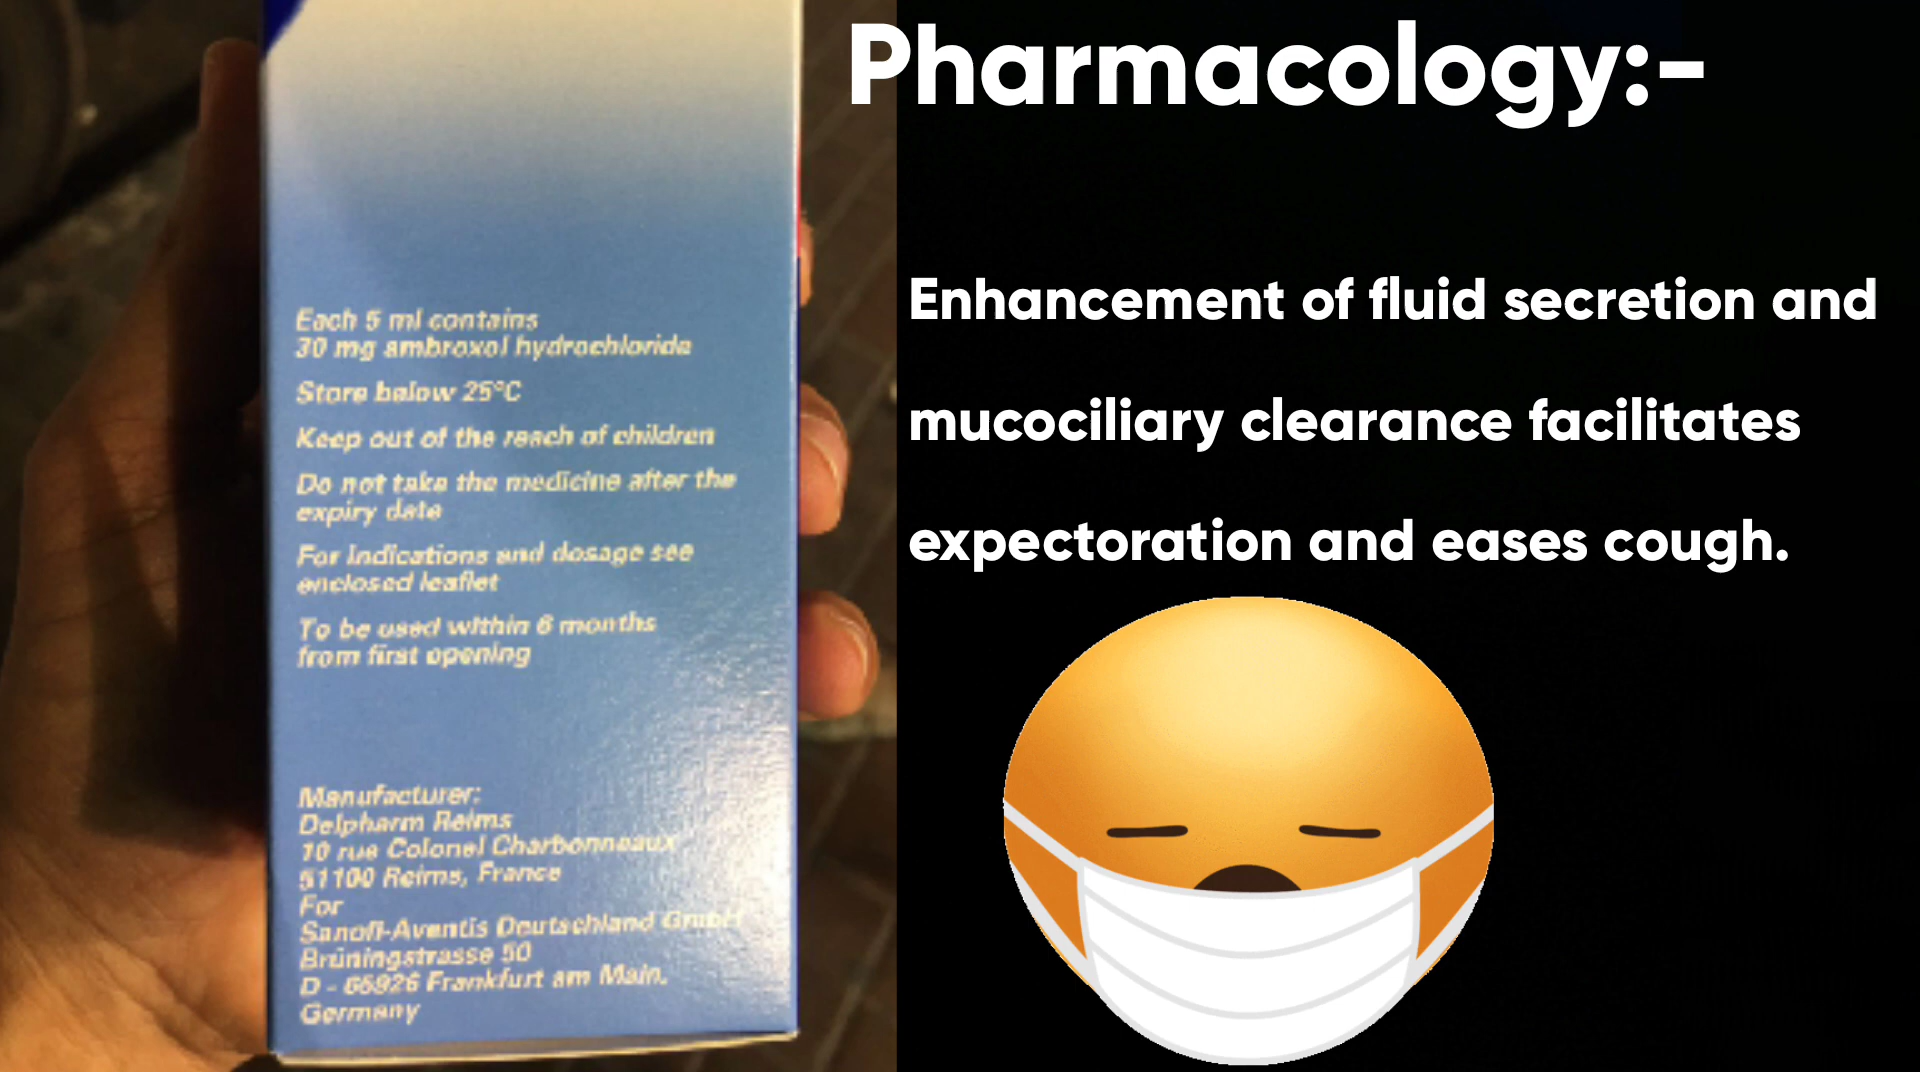 Pharmacology:-
Each 5 ml contains
30 mg ambroxol hydrochloride
Store below 25°C
Keep out of the reach of children
Do not take the medicine after the
expiry date
For indications and dosage see
enclosed leaflet
To be used within 6 months
from first opening
Manufacturer:
Delpharm Reims
10 rue Colonel Charbonneaux
51100 Reims, France
For
Sanofi-Aventis Deutschland GmbH
Brüningstrasse 50
D - 65926 Frankfurt am Main,
Germany
Enhancement of fluid secretion and
mucociliary clearance facilitates
expectoration and eases cough.